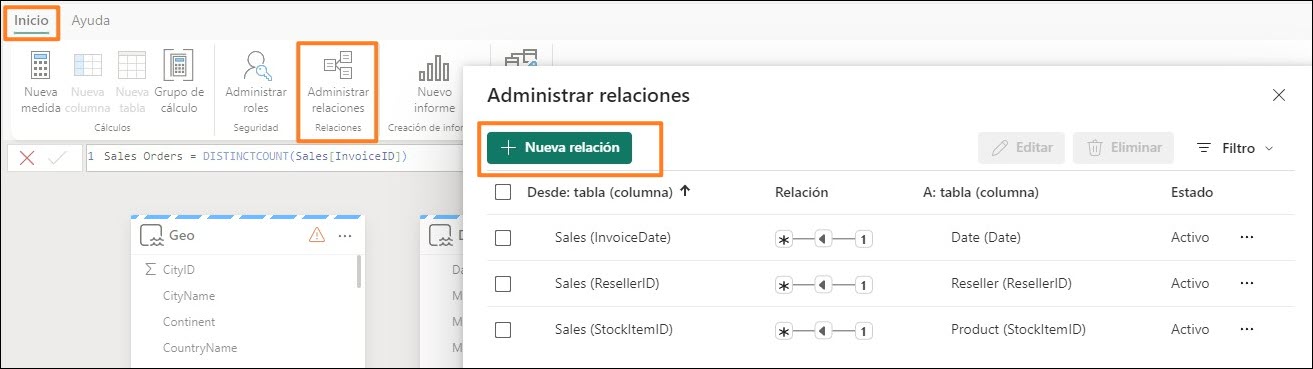 Inicio Ayuda
Nueva medida
Nueva columna
Nueva tabla
Grupo de cálculo
Cálculos
Administrar roles
Seguridad
Administrar relaciones
Relaciones
Nuevo informe
Creación de infor
1 Sales Orders = DISTINCTCOUNT(Sales[InvoiceID])
Geo
CityID
CityName
Continent
CountryName
Administrar relaciones
Nueva relación Editar Eliminar Filtro
Desde: tabla (columna) Relación A: tabla (columna) Estado
Sales (InvoiceDate) * 1 Date (Date) Activo
Sales (ResellerID) * 1 Reseller (ResellerID) Activo
Sales (StockItemID) * 1 Product (StockItemID) Activo